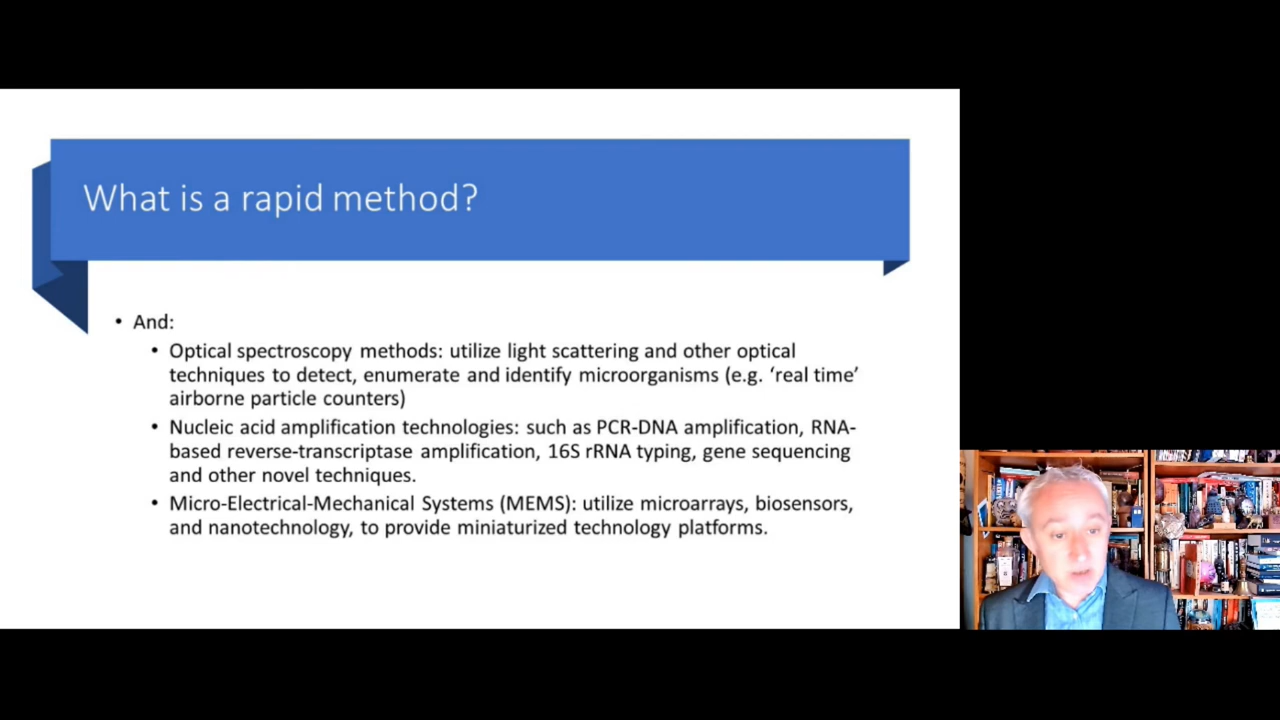 What is a rapid method?
• And:
• Optical spectroscopy methods: utilize light scattering and other optical
techniques to detect, enumerate and identify microorganisms (e.g. ‘real time’
airborne particle counters)
• Nucleic acid amplification technologies: such as PCR-DNA amplification, RNA-
based reverse-transcriptase amplification, 16S rRNA typing, gene sequencing
and other novel techniques.
• Micro-Electrical-Mechanical Systems (MEMS): utilize microarrays, biosensors,
and nanotechnology, to provide miniaturized technology platforms.